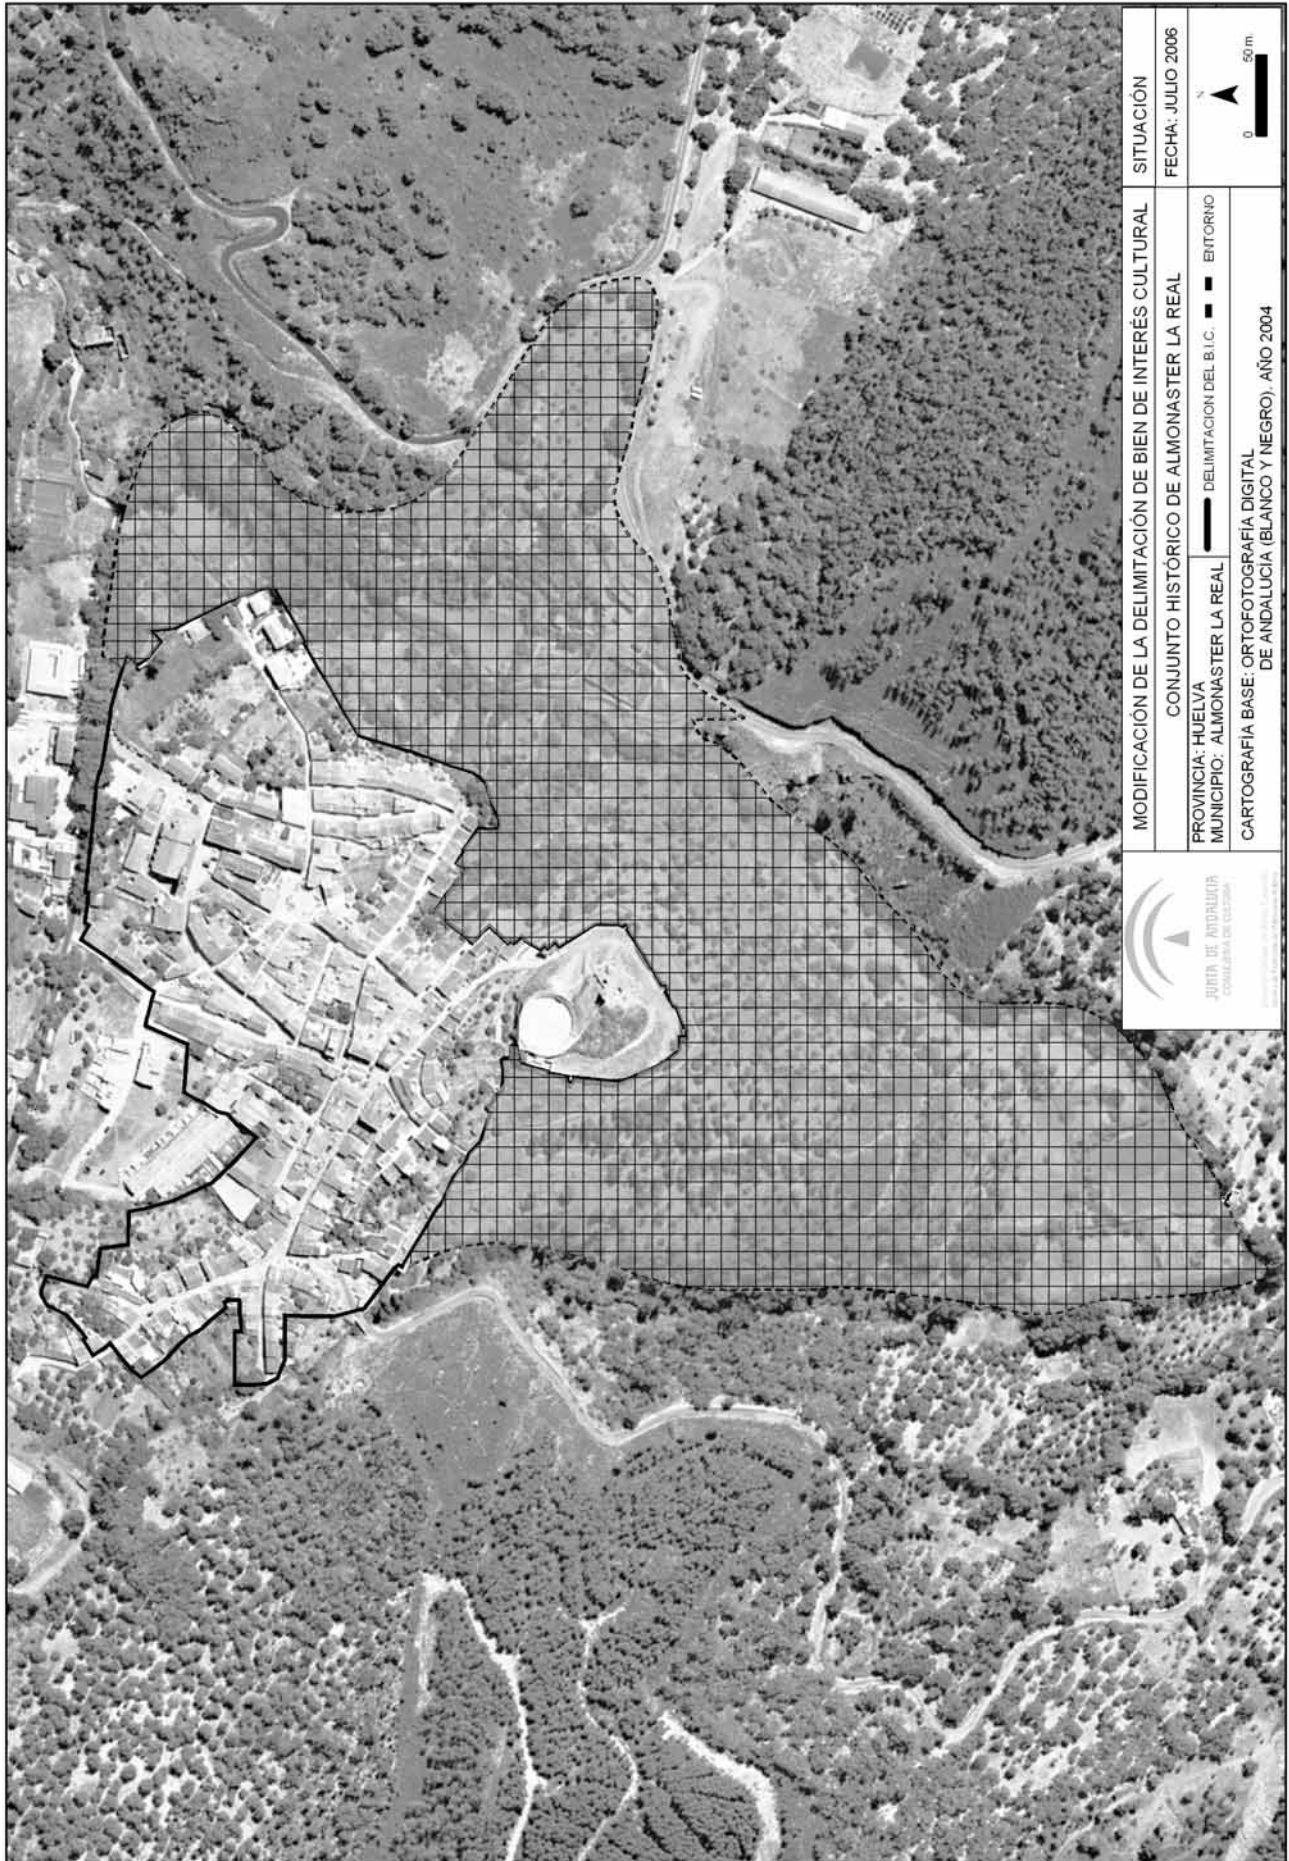 MODIFICACIÓN DE LA DELIMITACIÓN DE BIEN DE INTERÉS CULTURAL
SITUACIÓN
CONJUNTO HISTÓRICO DE ALMONASTER LA REAL
FECHA: JULIO 2006
PROVINCIA: HUELVA
MUNICIPIO: ALMONASTER LA REAL
DELIMITACION DEL B.I.C.
ENTORNO
CARTOGRAFÍA BASE: ORTOFOTOGRAFÍA DIGITAL
DE ANDALUCÍA (BLANCO Y NEGRO). AÑO 2004
N
0 50 m.
JUNTA DE ANDALUCIA
CONSEJERÍA DE CULTURA